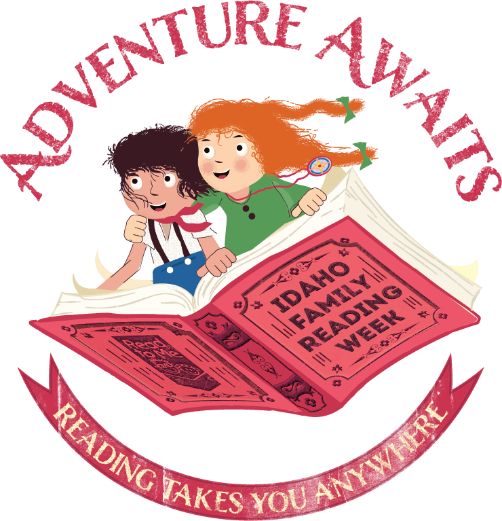 ADVENTURE AWAITS
IDAHO
FAMILY
READING
WEEK
READING TAKES YOU ANYWHERE